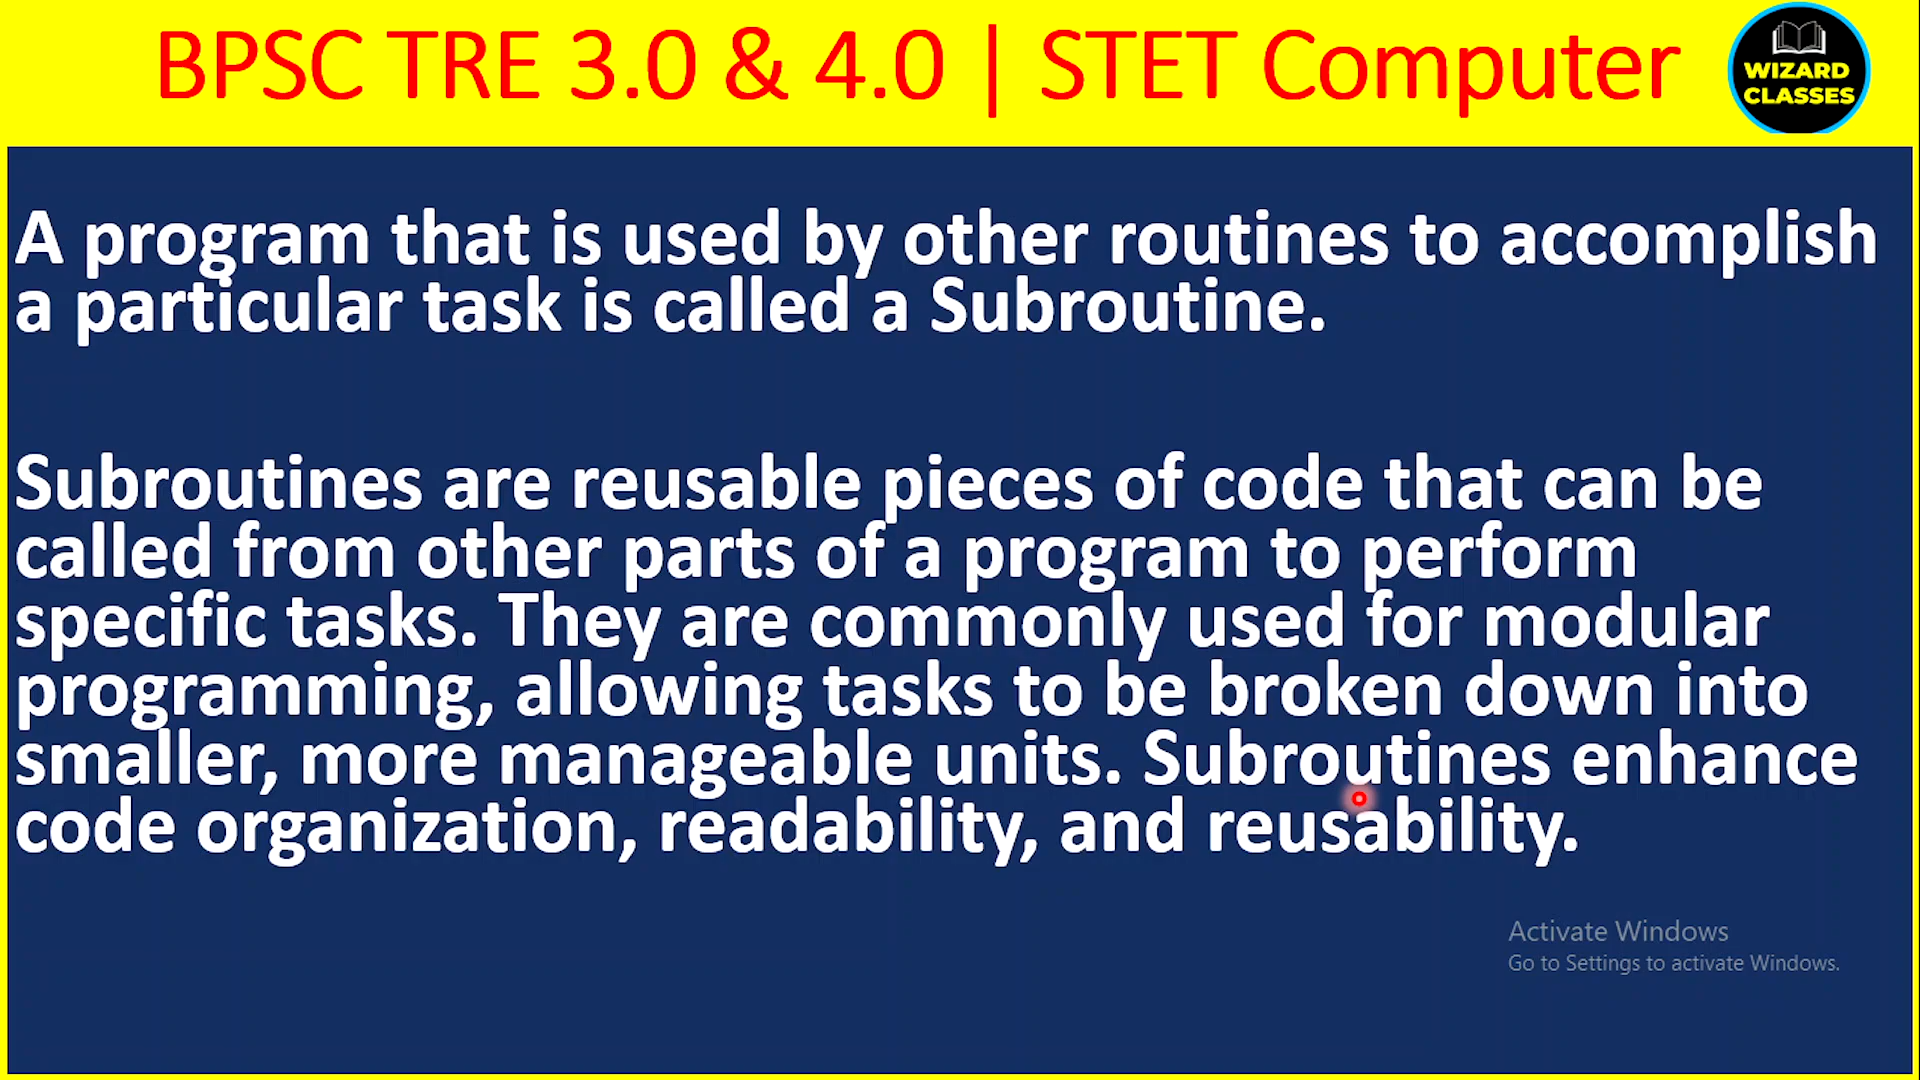 BPSC TRE 3.0 & 4.0 | STET Computer
WIZARD
CLASSES
A program that is used by other routines to accomplish
a particular task is called a Subroutine.
Subroutines are reusable pieces of code that can be
called from other parts of a program to perform
specific tasks. They are commonly used for modular
programming, allowing tasks to be broken down into
smaller, more manageable units. Subroutines enhance
code organization, readability, and reusability.
Activate Windows
Go to Settings to activate Windows.